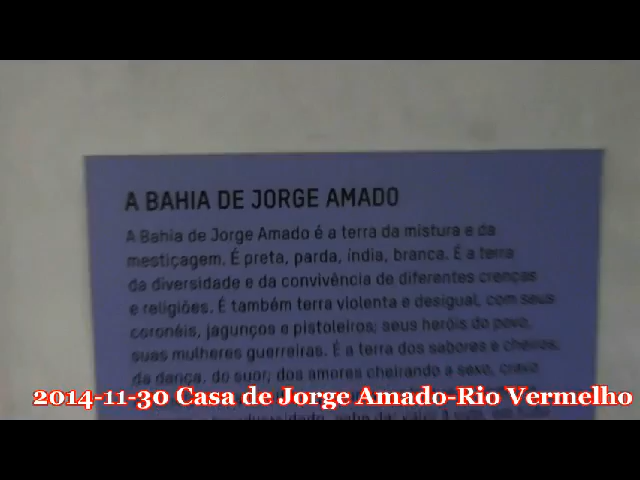 A BAHIA DE JORGE AMADO
A Bahia de Jorge Amado é a terra da mistura e da
mestiçagem. É preta, parda, índia, branca. É a terra
da diversidade e da convivência de diferentes crenças
e religiões. É também terra violenta e desigual, com seus
coronéis, jagunços e pistoleiros; seus heróis do povo,
suas mulheres guerreiras. É a terra dos sabores e cheiros,
da dança, do suor; dos amores cheirando a sexo, cravo
2014-11-30 Casa de Jorge Amado-Rio Vermelho